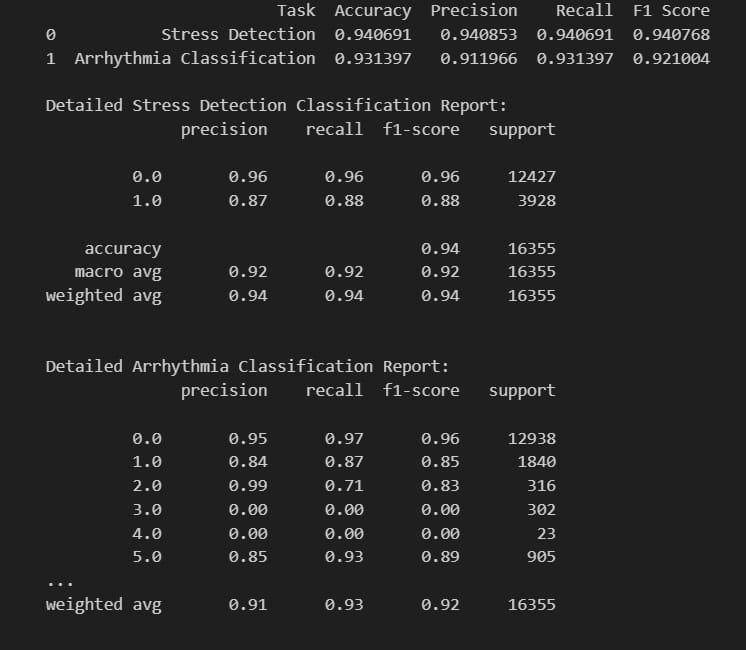 Task Accuracy Precision Recall F1 Score
0 Stress Detection 0.940691 0.940853 0.940691 0.940768
1 Arrhythmia Classification 0.931397 0.911966 0.931397 0.921004
Detailed Stress Detection Classification Report:
precision recall f1-score support
0.0 0.96 0.96 0.96 12427
1.0 0.87 0.88 0.88 3928
accuracy 0.94 16355
macro avg 0.92 0.92 0.92 16355
weighted avg 0.94 0.94 0.94 16355
Detailed Arrhythmia Classification Report:
precision recall f1-score support
0.0 0.95 0.97 0.96 12938
1.0 0.84 0.87 0.85 1840
2.0 0.99 0.71 0.83 316
3.0 0.00 0.00 0.00 302
4.0 0.00 0.00 0.00 23
5.0 0.85 0.93 0.89 905
...
weighted avg 0.91 0.93 0.92 16355